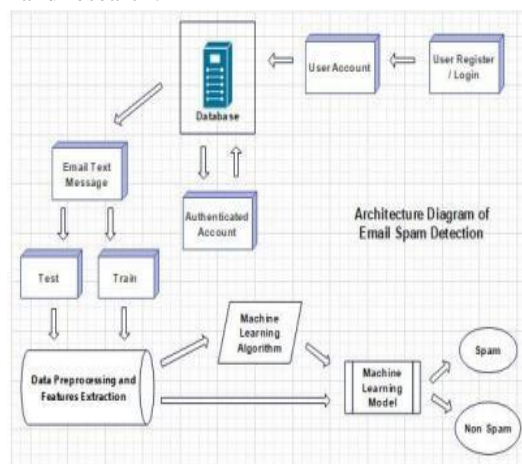 User Register
/ Login
User Account
Database
Email Text
Message
Authenticated
Account
Architecture Diagram of
Email Spam Detection
Test
Train
Machine
Learning
Algorithm
Data Preprocessing and
Features Extraction
Machine
Learning
Model
Spam
Non Spam